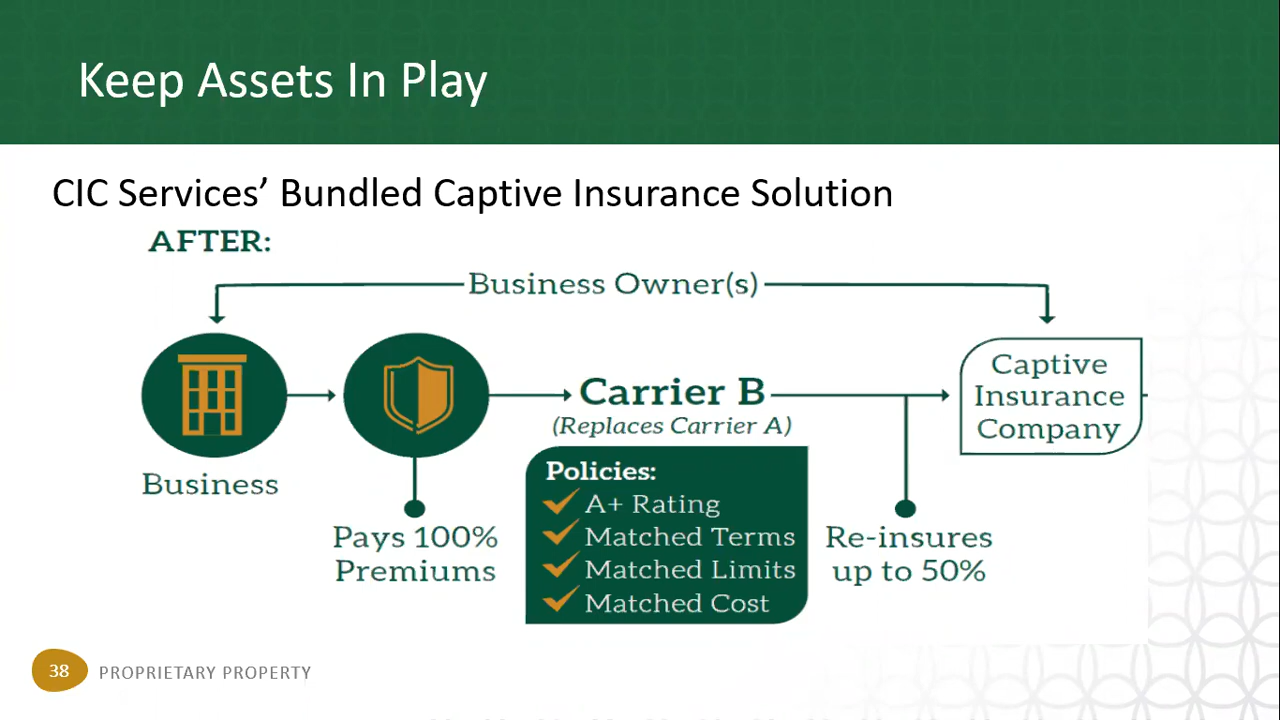 Keep Assets In Play
CIC Services’ Bundled Captive Insurance Solution
AFTER:
Business Owner(s)
Business
Pays 100%
Premiums
Carrier B
(Replaces Carrier A)
Policies:
A+ Rating
Matched Terms
Matched Limits
Matched Cost
Re-insures
up to 50%
Captive
Insurance
Company
38 PROPRIETARY PROPERTY